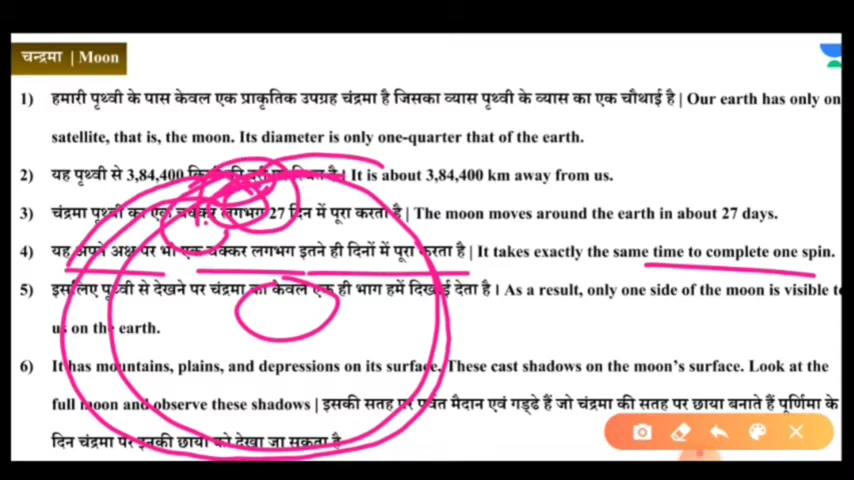 चन्द्रमा | Moon
1) हमारी पृथ्वी के पास केवल एक प्राकृतिक उपग्रह चंद्रमा है जिसका व्यास पृथ्वी के व्यास का एक चौथाई है | Our earth has only on
satellite, that is, the moon. Its diameter is only one-quarter that of the earth.
2) यह पृथ्वी से 3,84,400 है | It is about 3,84,400 km away from us.
3) चंद्रमा पृथ्वी का एक चक्कर लगभग 27 दिन में पूरा करता है | The moon moves around the earth in about 27 days.
4) यह अपने अक्ष पर भी एक चक्कर लगभग इतने ही दिनों में पूरा करता है | It takes exactly the same time to complete one spin.
5) इसलिए पृथ्वी से देखने पर चंद्रमा का केवल एक ही भाग हमें दिखाई देता है । As a result, only one side of the moon is visible to
us on the earth.
6) It has mountains, plains, and depressions on its surface. These cast shadows on the moon's surface. Look at the
full moon and observe these shadows | इसकी सतह पर पर्वत मैदान एवं गड्ढे हैं जो चंद्रमा की सतह पर छाया बनाते हैं पूर्णिमा के
दिन चंद्रमा पर इनकी छाया को देखा जा सकता है